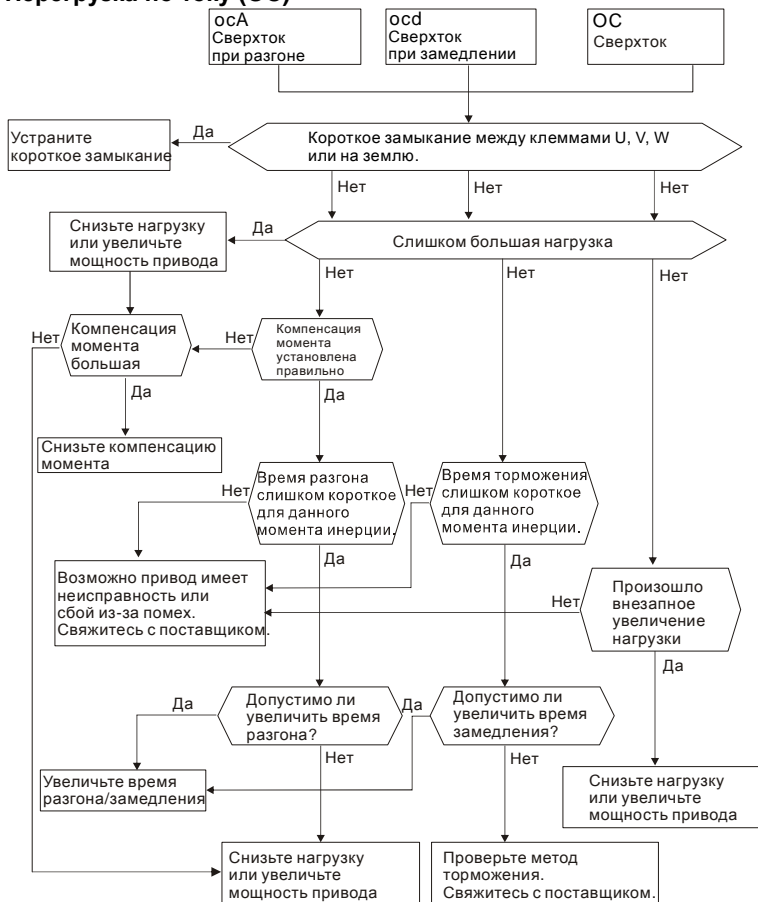 Перегрузка по току (OC)
ocA
Сверхток
при разгоне
ocd
Сверхток
при замедлении
OC
Сверхток
Устраните
короткое замыкание
Да
Короткое замыкание между клеммами U, V, W
или на землю.
Нет
Нет
Нет
Снизьте нагрузку
или увеличьте
мощность привода
Да
Слишком большая нагрузка
Нет
Нет
Нет
Нет
Компенсация
момента
большая
Нет
Компенсация
момента
установлена
правильно
Да
Да
Снизьте компенсацию
момента
Нет
Время разгона
слишком короткое
для данного
момента инерции.
Нет
Время торможения
слишком короткое
для данного
момента инерции.
Да
Да
Возможно привод имеет
неисправность или
сбой из-за помех.
Свяжитесь с поставщиком.
Нет
Произошло
внезапное
увеличение
нагрузки
Да
Да
Допустимо ли
увеличить время
разгона?
Да
Допустимо ли
увеличить время
замедления?
Нет
Нет
Увеличьте время
разгона/замедления
Снизьте нагрузку
или увеличьте
мощность привода
Снизьте нагрузку
или увеличьте
мощность привода
Проверьте метод
торможения.
Свяжитесь с поставщиком.